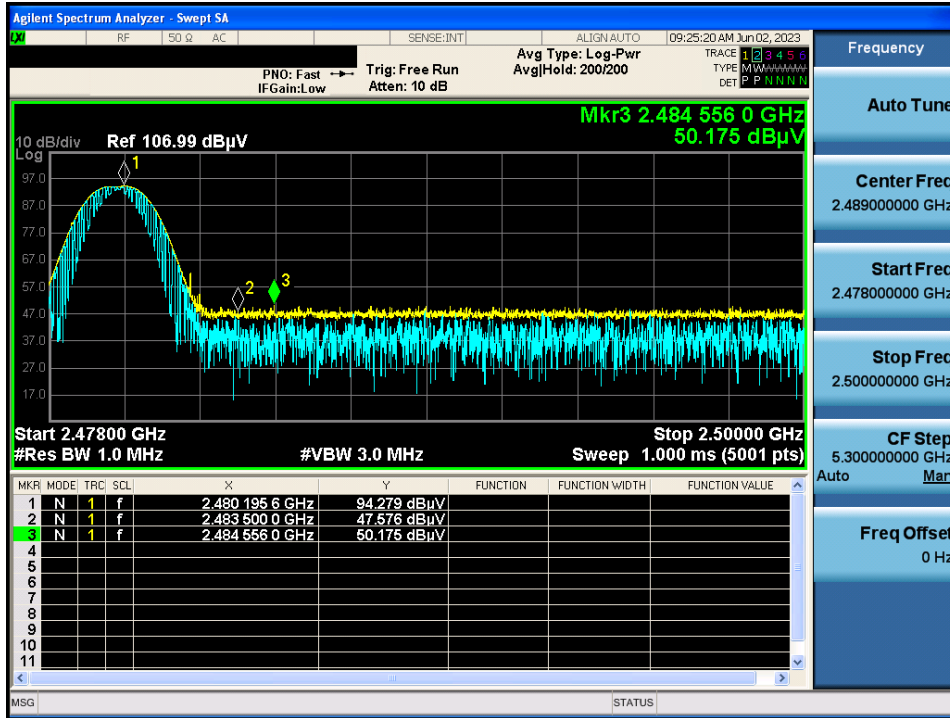 Agilent Spectrum Analyzer - Swept SA
LXI RF 50 Ω AC SENSE:INT ALIGN AUTO 09:25:20 AM Jun 02, 2023
PNO: Fast Trig: Free Run Avg Type: Log-Pwr TRACE 1 2 3 4 5 6
IFGain:Low Atten: 10 dB Avg|Hold: 200/200 TYPE MWWWWW
DET P P N N N N
Mkr3 2.484 556 0 GHz
50.175 dBµV
10 dB/div Ref 106.99 dBµV
Log
97.0
87.0
77.0
67.0
57.0
47.0
37.0
27.0
17.0
1
2
3
Start 2.47800 GHz Stop 2.50000 GHz
#Res BW 1.0 MHz #VBW 3.0 MHz Sweep 1.000 ms (5001 pts)
MKR MODE TRC SCL X Y FUNCTION FUNCTION WIDTH FUNCTION VALUE
1 N 1 f 2.480 195 6 GHz 94.279 dBµV
2 N 1 f 2.483 500 0 GHz 47.576 dBµV
3 N 1 f 2.484 556 0 GHz 50.175 dBµV
4
5
6
7
8
9
10
11
MSG STATUS
Frequency
Auto Tune
Center Freq
2.489000000 GHz
Start Freq
2.478000000 GHz
Stop Freq
2.500000000 GHz
CF Step
5.300000000 GHz
Auto Man
Freq Offset
0 Hz